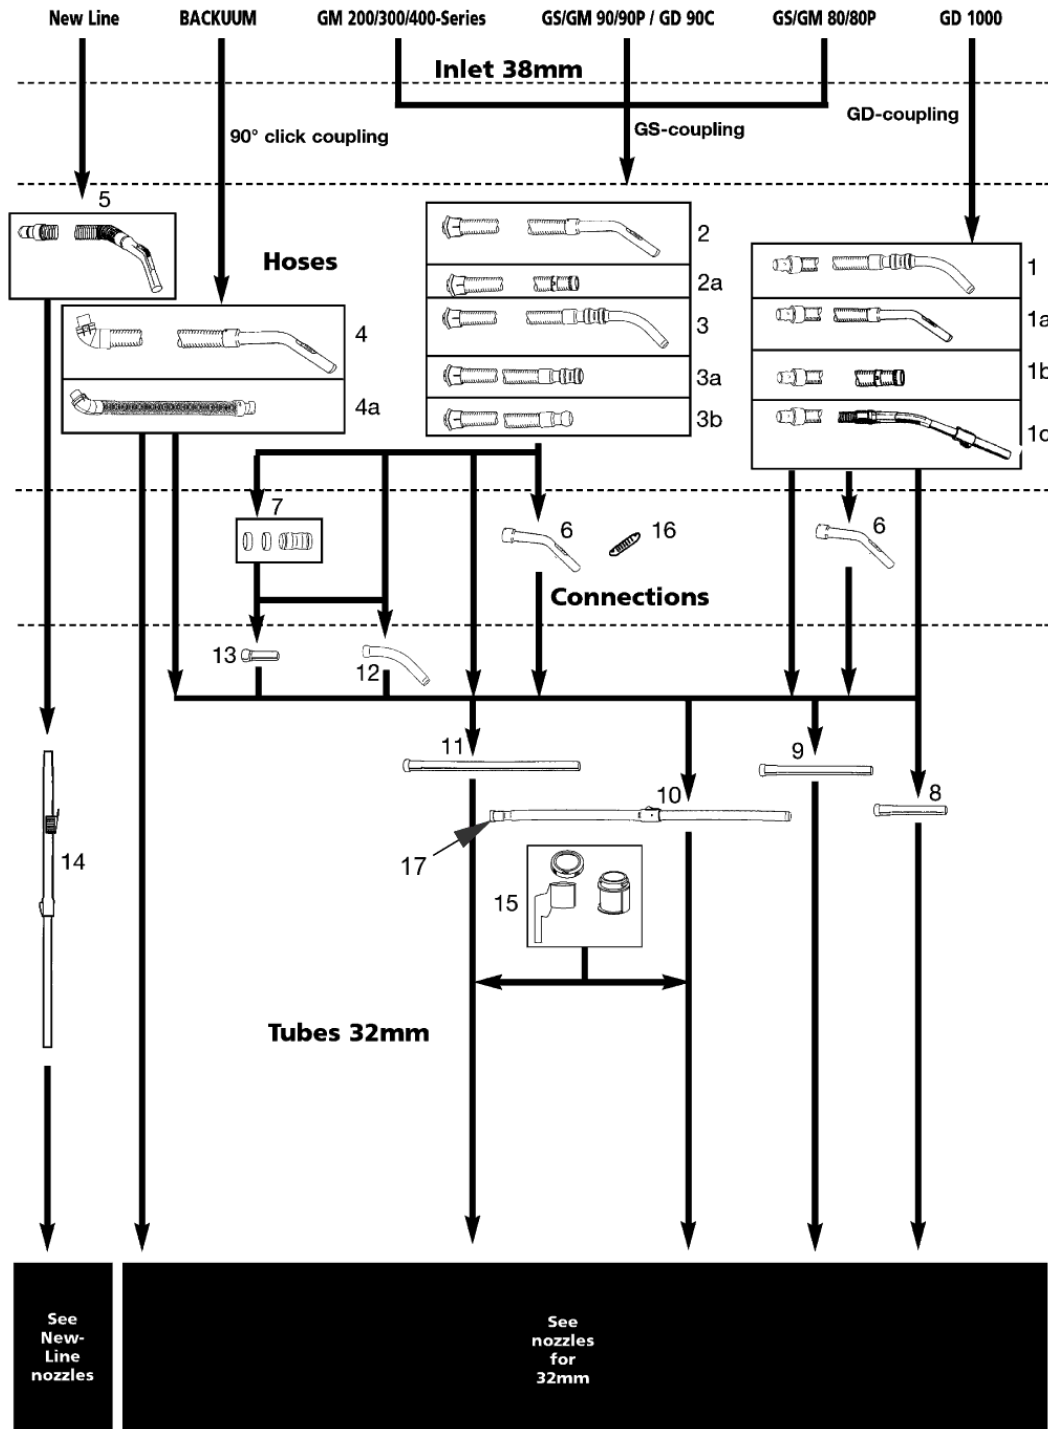 New Line BACKUUM GM 200/300/400-Series GS/GM 90/90P / GD 90C GS/GM 80/80P GD 1000
Inlet 38mm
90° click coupling
GS-coupling
GD-coupling
5
Hoses
4
4a
2
2a
3
3a
3b
1
1a
1b
1c
7
6
16
6
Connections
13
12
11
9
10
8
17
14
15
Tubes 32mm
See
New-
Line
nozzles
See
nozzles
for
32mm